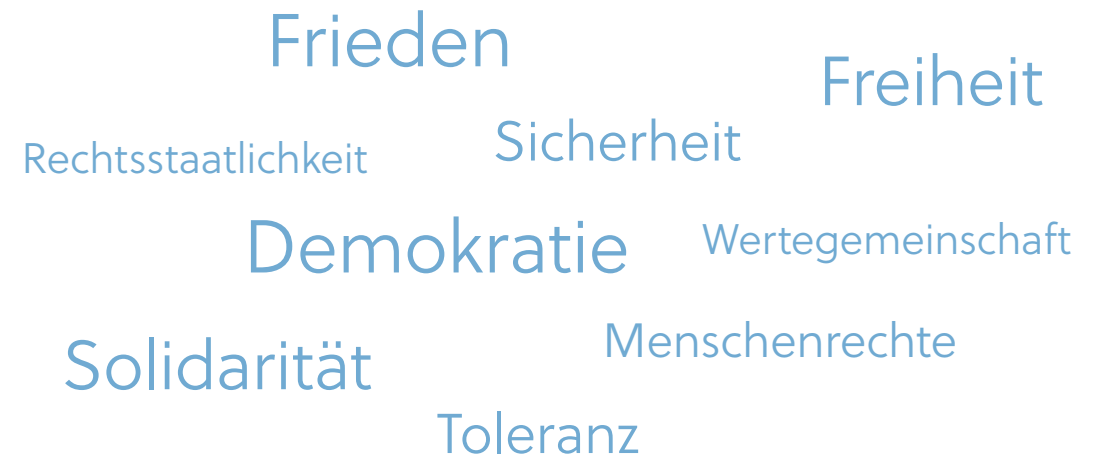 Frieden
Freiheit
Sicherheit
Rechtsstaatlichkeit
Demokratie
Wertegemeinschaft
Menschenrechte
Solidarität
Toleranz